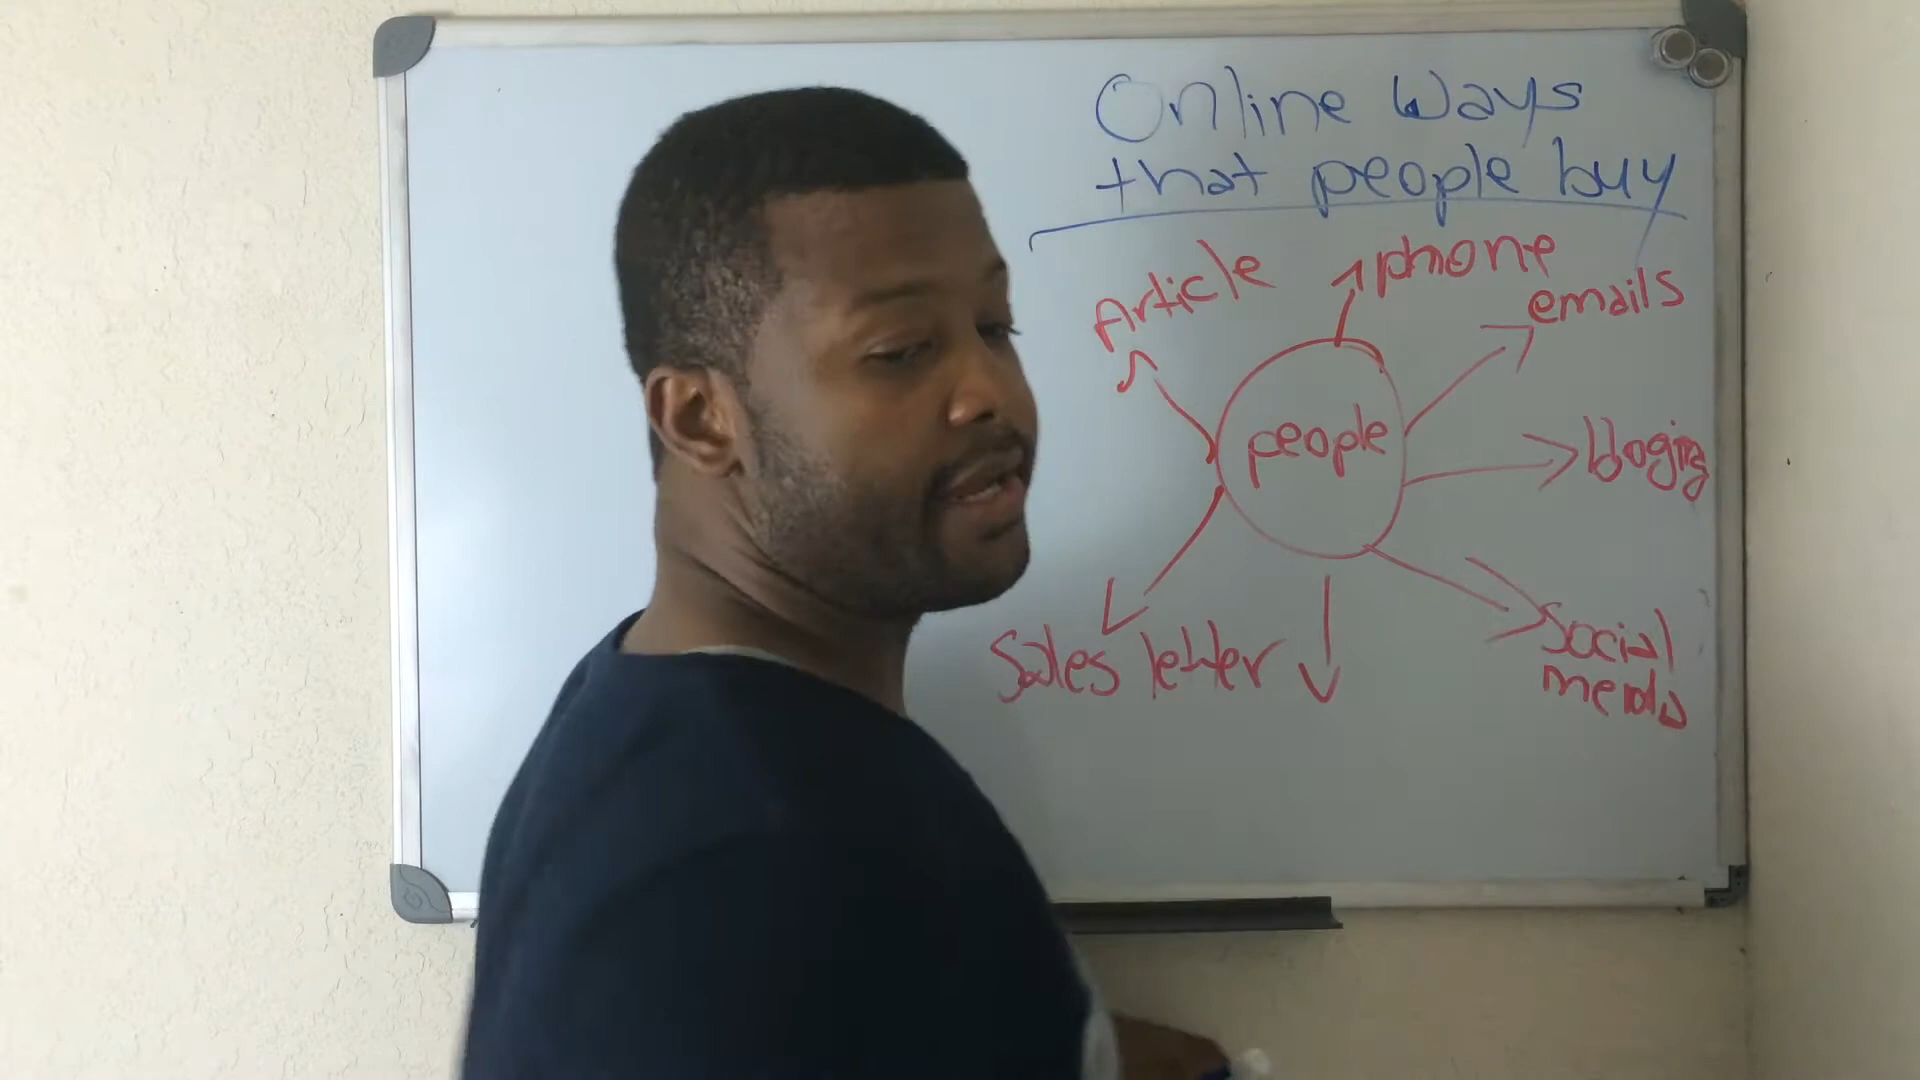 Online Ways
that people buy
Article
phone
emails
people
bloging
Sales letter
Social
media